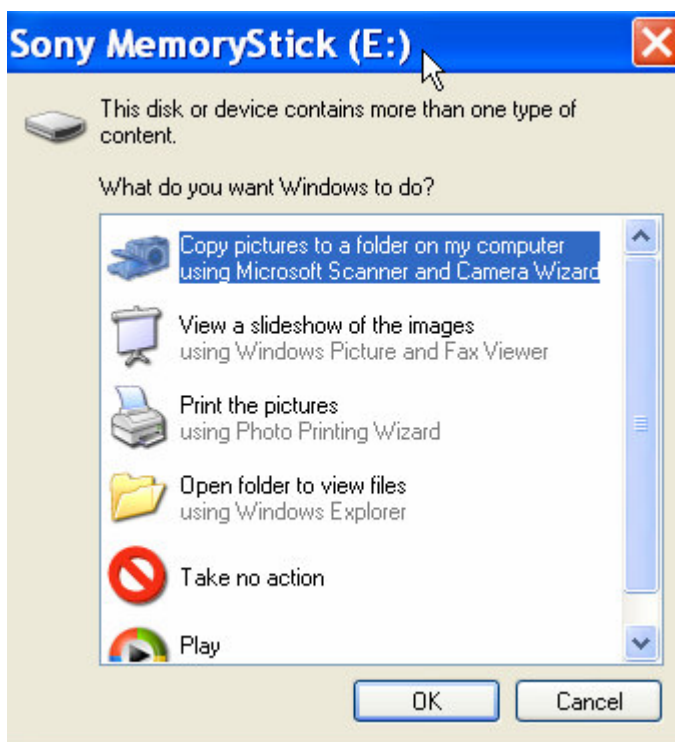 Sony MemoryStick (E:)
This disk or device contains more than one type of
content.
What do you want Windows to do?
Copy pictures to a folder on my computer
using Microsoft Scanner and Camera Wizard
View a slideshow of the images
using Windows Picture and Fax Viewer
Print the pictures
using Photo Printing Wizard
Open folder to view files
using Windows Explorer
Take no action
Play
OK
Cancel